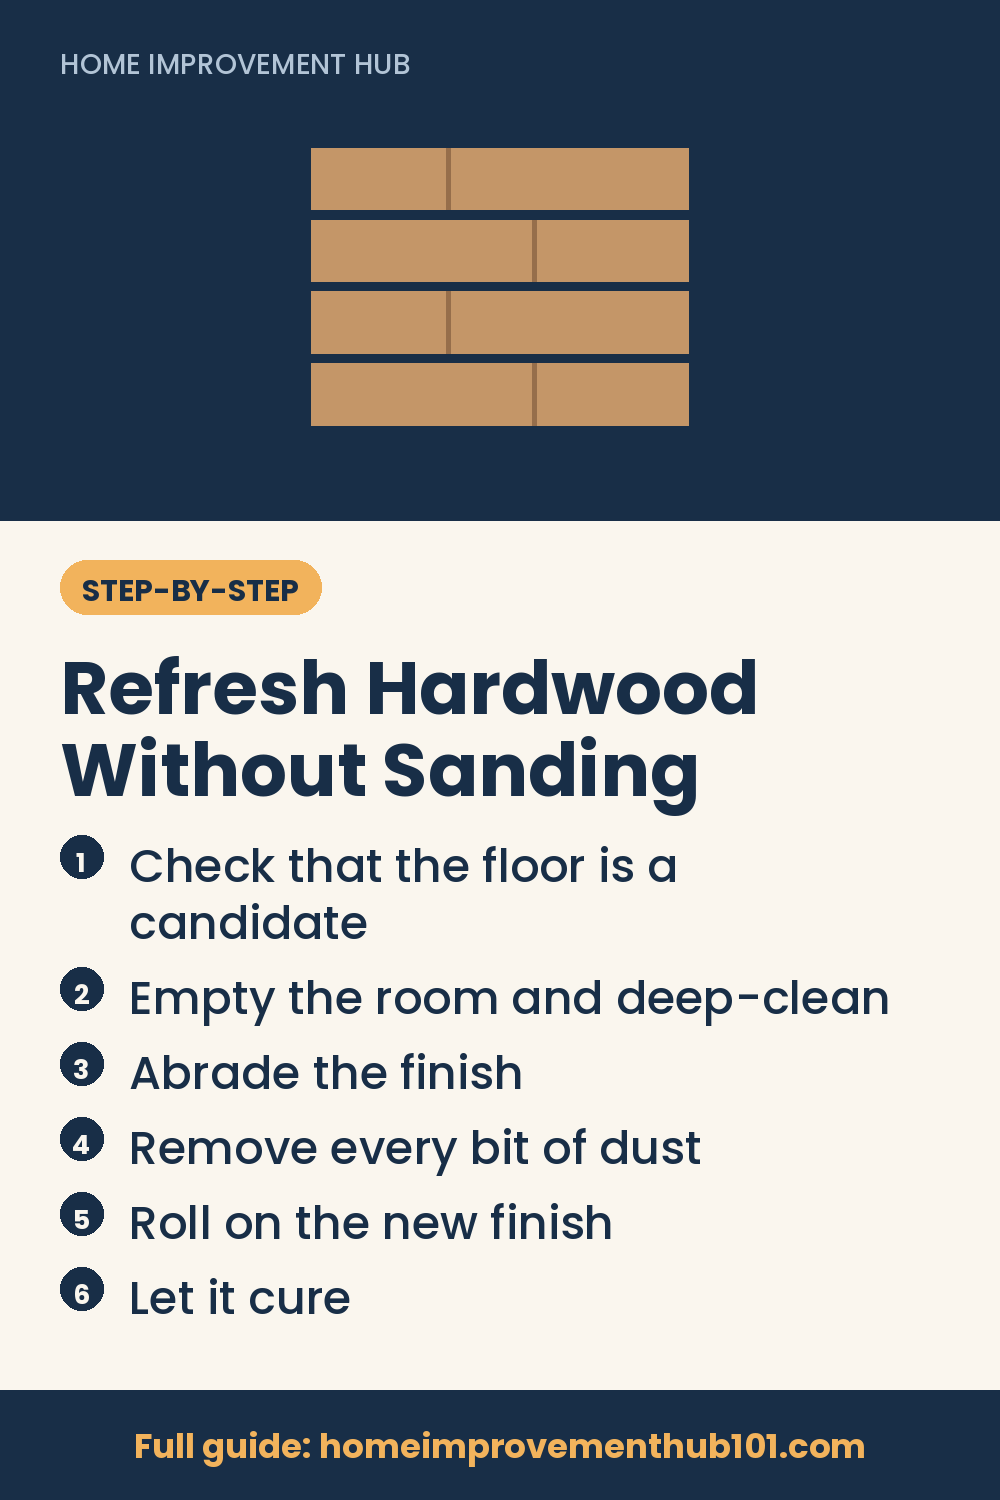 HOME IMPROVEMENT HUB
STEP-BY-STEP
Refresh Hardwood
Without Sanding
1 Check that the floor is a
candidate
2 Empty the room and deep-clean
3 Abrade the finish
4 Remove every bit of dust
5 Roll on the new finish
6 Let it cure
Full guide: homeimprovementhub101.com